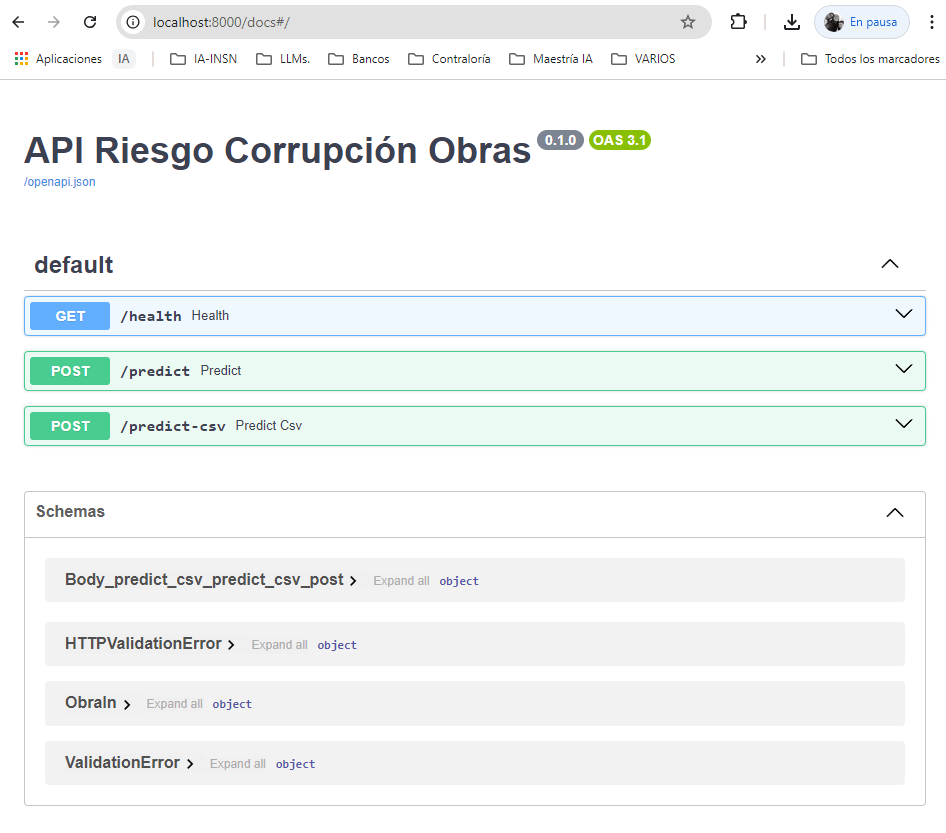 localhost:8000/docs#/
En pausa
Aplicaciones IA IA-INSN LLMs. Bancos Contraloría Maestría IA VARIOS » Todos los marcadores
API Riesgo Corrupción Obras 0.1.0 OAS 3.1
/openapi.json
default
GET /health Health
POST /predict Predict
POST /predict-csv Predict Csv
Schemas
Body_predict_csv_predict_csv_post Expand all object
HTTPValidationError Expand all object
ObraIn Expand all object
ValidationError Expand all object